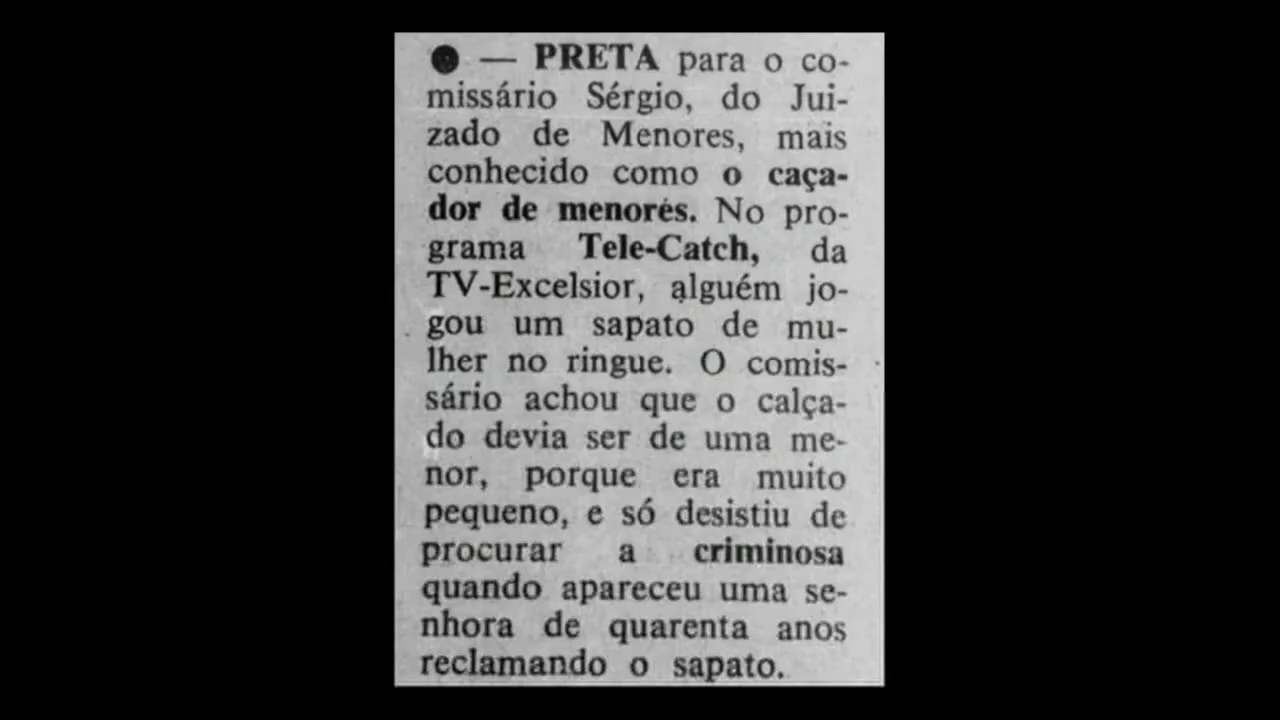 ● — PRETA para o co-
missário Sérgio, do Jui-
zado de Menores, mais
conhecido como o caça-
dor de menores. No pro-
grama Tele-Catch, da
TV-Excelsior, alguém jo-
gou um sapato de mu-
lher no ringue. O comis-
sário achou que o calça-
do devia ser de uma me-
nor, porque era muito
pequeno, e só desistiu de
procurar a criminosa
quando apareceu uma se-
nhora de quarenta anos
reclamando o sapato.